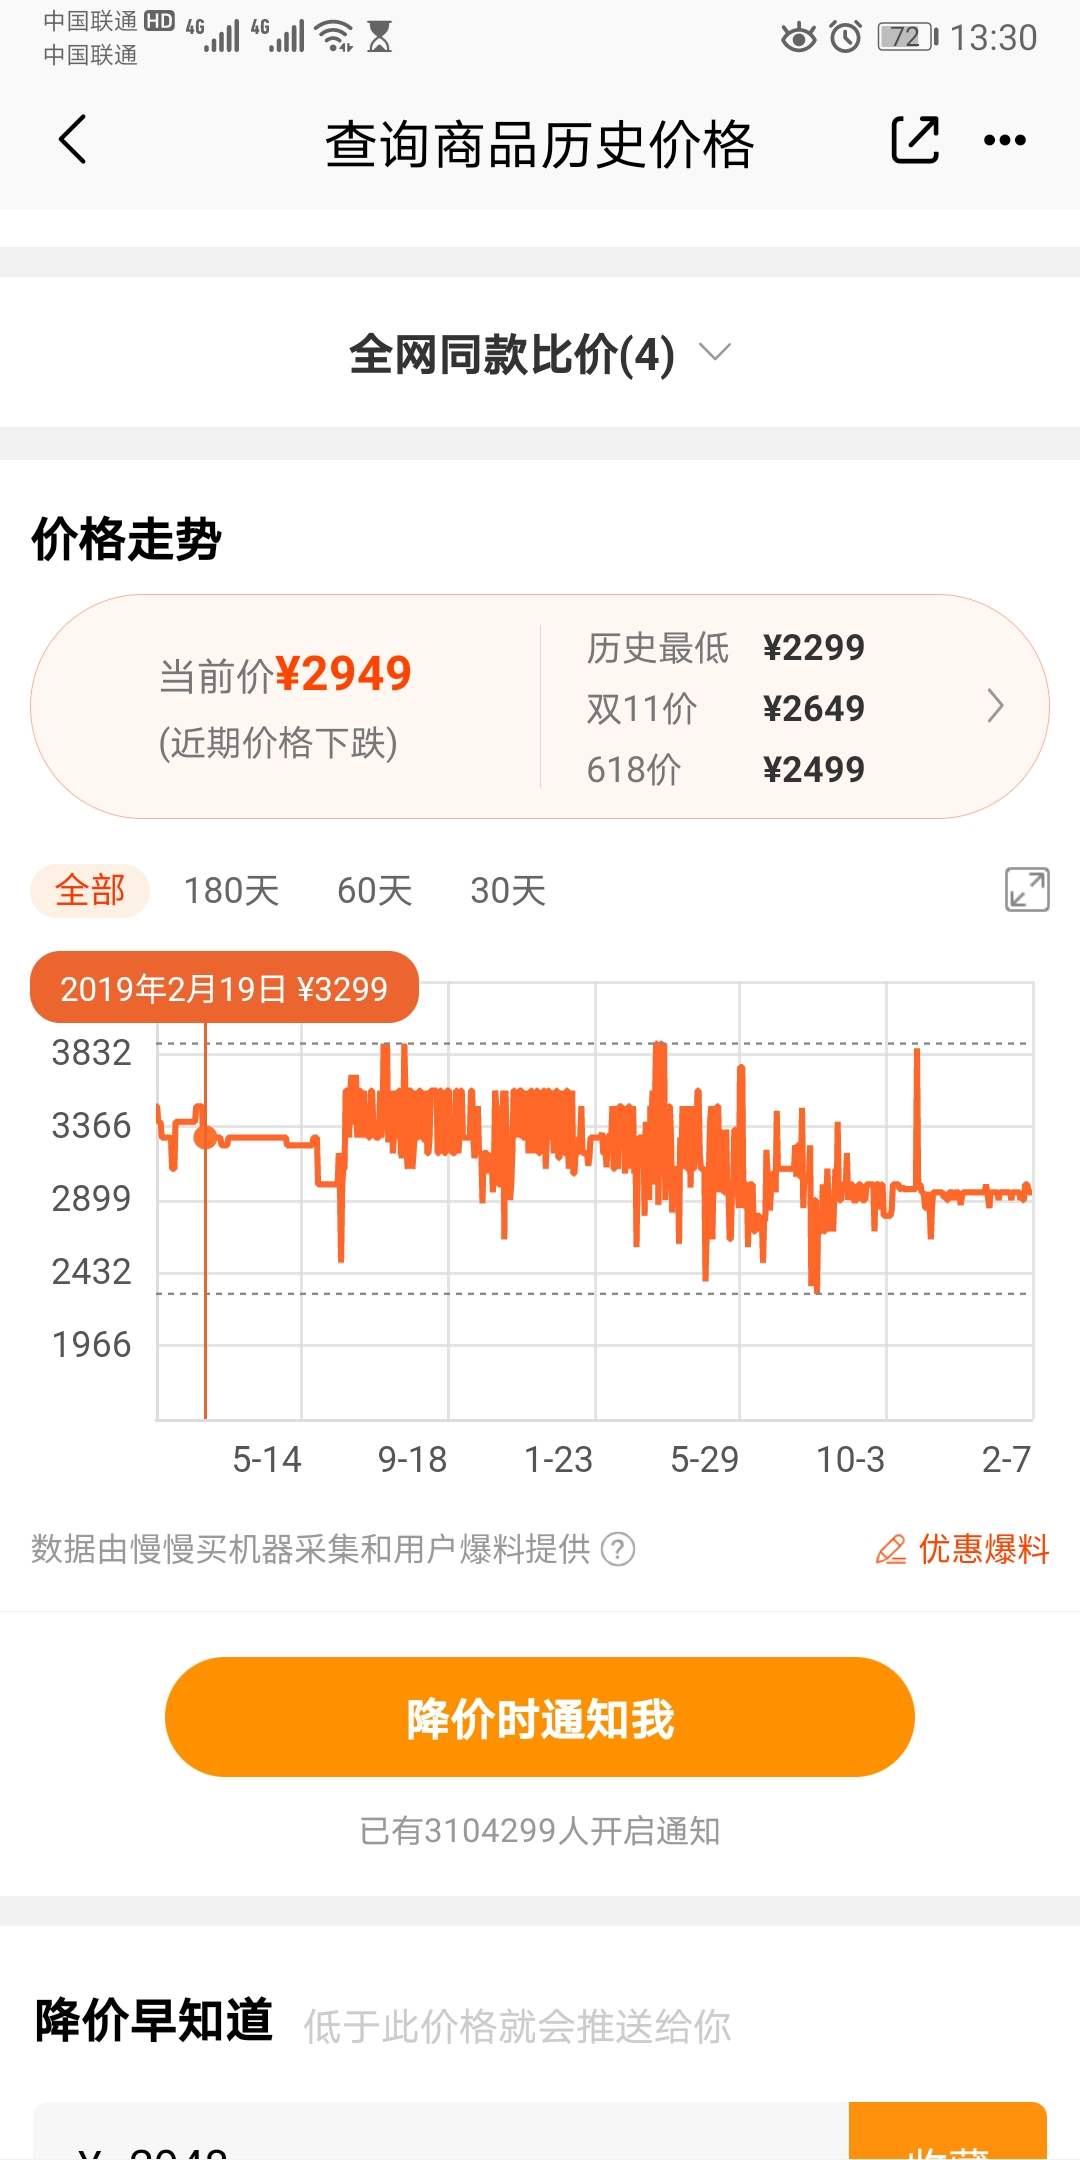 中国联通 HD 4G 4G 72 13:30
中国联通
查询商品历史价格
全网同款比价(4)
价格走势
当前价¥2949
(近期价格下跌)
历史最低 ¥2299
双11价 ¥2649
618价 ¥2499
全部 180天 60天 30天
2019年2月19日 ¥3299
3832
3366
2899
2432
1966
5-14 9-18 1-23 5-29 10-3 2-7
数据由慢慢买机器采集和用户爆料提供 ?
优惠爆料
降价时通知我
已有3104299人开启通知
降价早知道 低于此价格就会推送给你